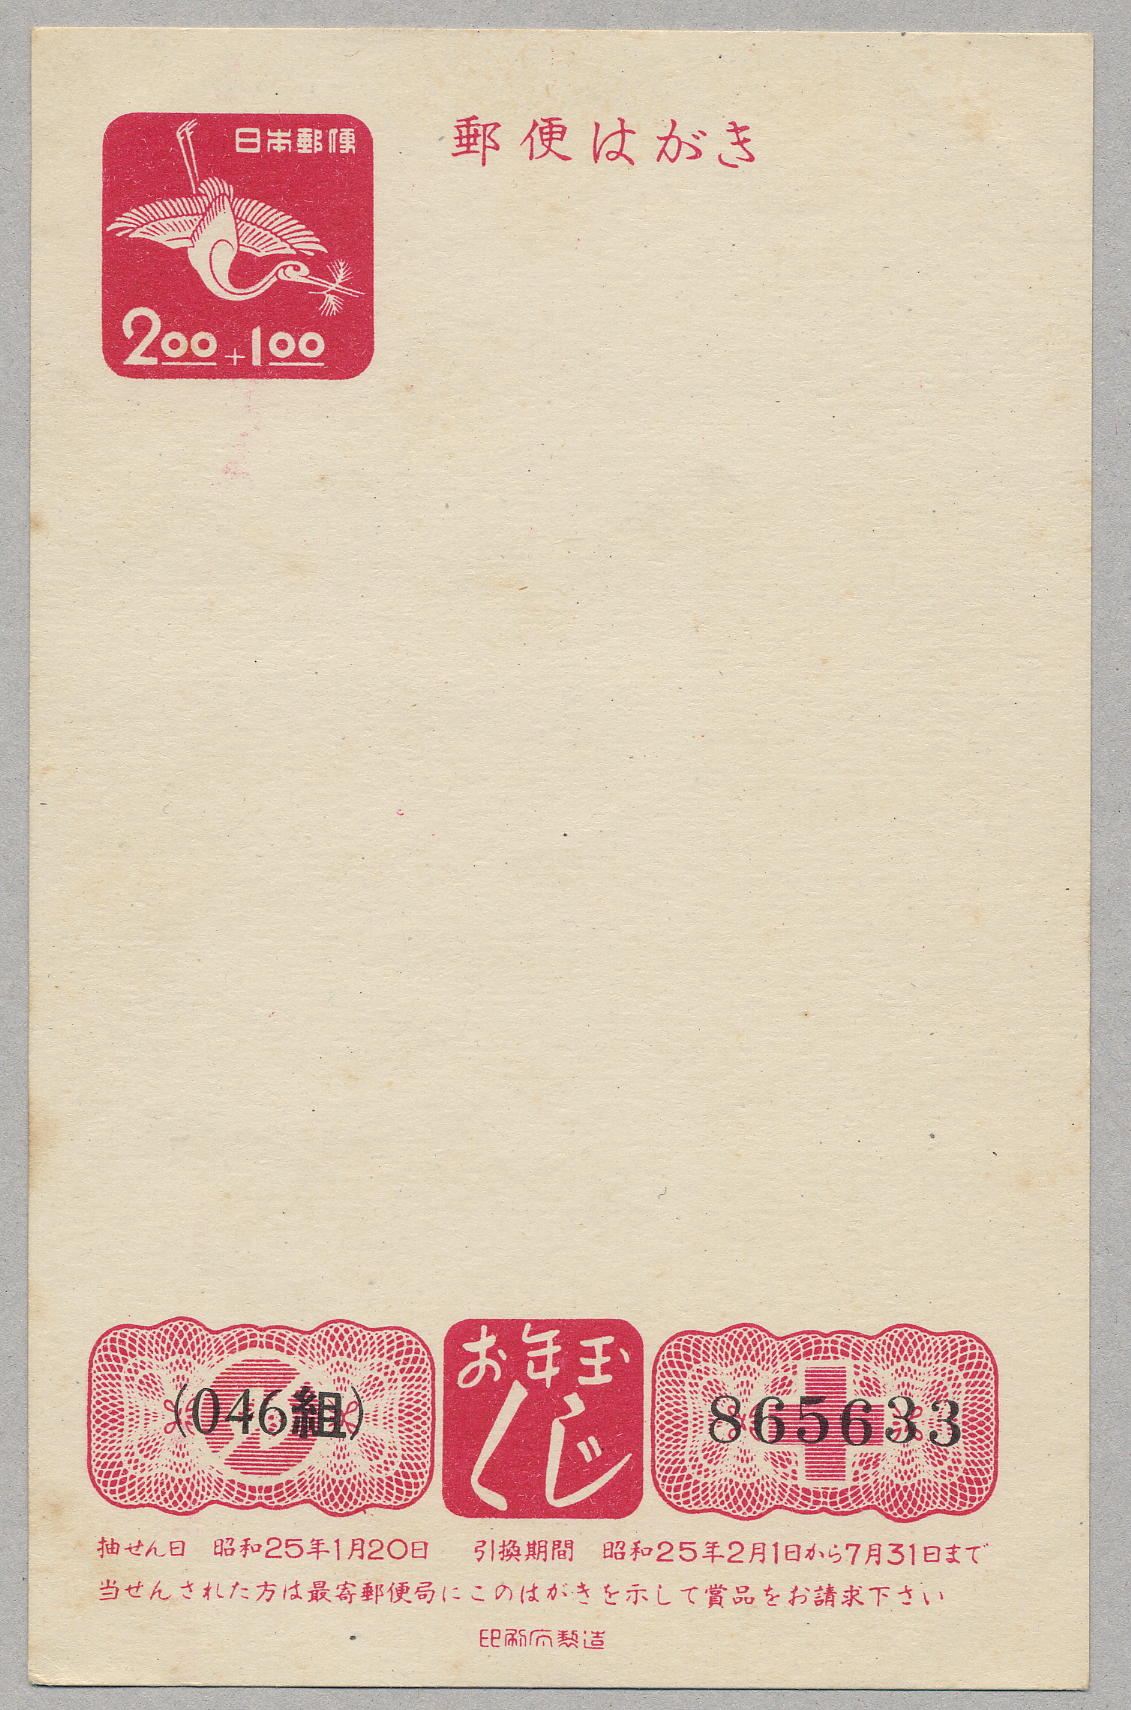 日本郵便
郵便はがき
200+100
お年玉
くじ
(046組)
865633
抽せん日 昭和25年1月20日 引換期間 昭和25年2月1日から7月31日まで
当せんされた方は最寄郵便局にこのはがきを示して賞品をお請求下さい
印刷庁製造